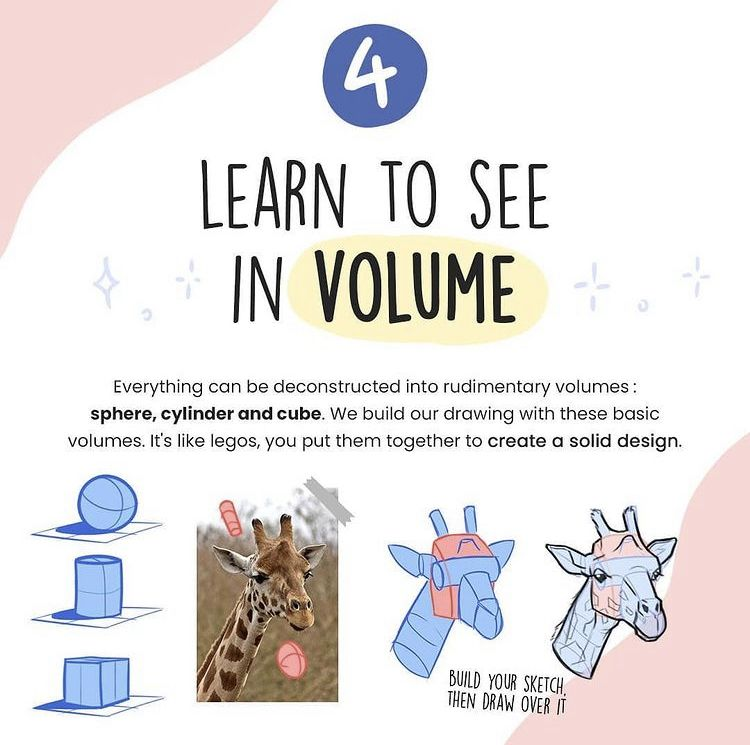 4
LEARN TO SEE
IN VOLUME
Everything can be deconstructed into rudimentary volumes :
sphere, cylinder and cube. We build our drawing with these basic
volumes. It's like legos, you put them together to create a solid design.
BUILD YOUR SKETCH,
THEN DRAW OVER IT